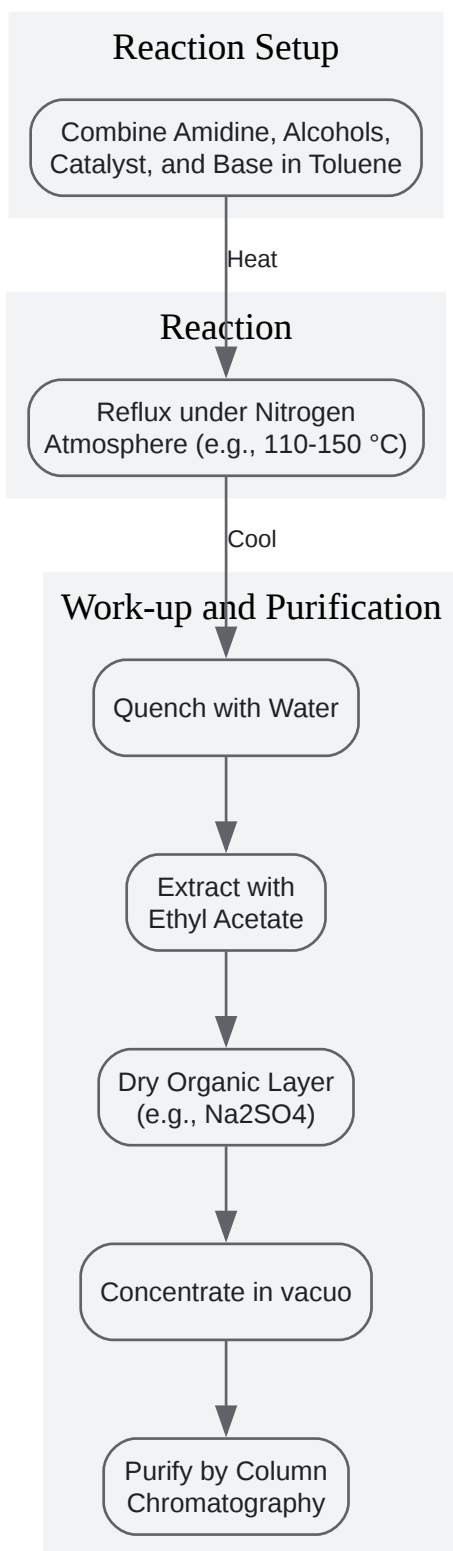 Reaction Setup
Combine Amidine, Alcohols,
Catalyst, and Base in Toluene
Heat
Reaction
Reflux under Nitrogen
Atmosphere (e.g., 110-150 °C)
Cool
Work-up and Purification
Quench with Water
Extract with
Ethyl Acetate
Dry Organic Layer
(e.g., Na2SO4)
Concentrate in vacuo
Purify by Column
Chromatography